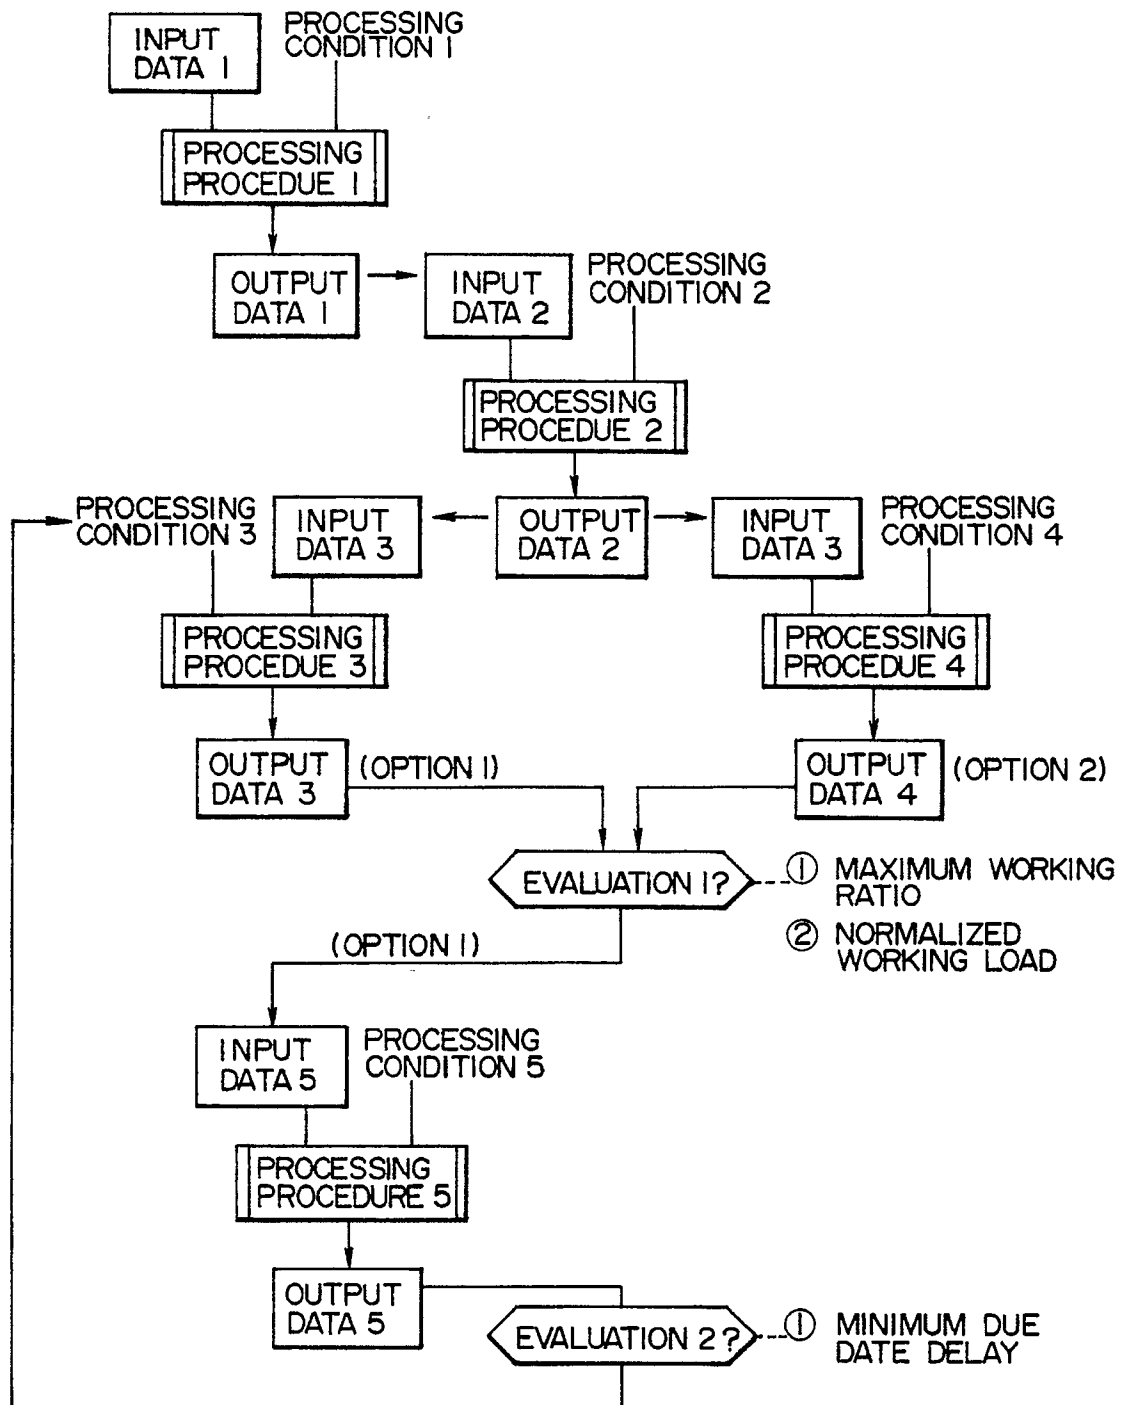 INPUT
DATA 1
PROCESSING
CONDITION 1
PROCESSING
PROCEDUE 1
OUTPUT
DATA 1
INPUT
DATA 2
PROCESSING
CONDITION 2
PROCESSING
PROCEDUE 2
PROCESSING
CONDITION 3
INPUT
DATA 3
OUTPUT
DATA 2
INPUT
DATA 3
PROCESSING
CONDITION 4
PROCESSING
PROCEDUE 3
PROCESSING
PROCEDUE 4
OUTPUT
DATA 3
(OPTION 1)
OUTPUT
DATA 4
(OPTION 2)
EVALUATION 1?
① MAXIMUM WORKING
RATIO
② NORMALIZED
WORKING LOAD
(OPTION 1)
INPUT
DATA 5
PROCESSING
CONDITION 5
PROCESSING
PROCEDURE 5
OUTPUT
DATA 5
EVALUATION 2?
① MINIMUM DUE
DATE DELAY